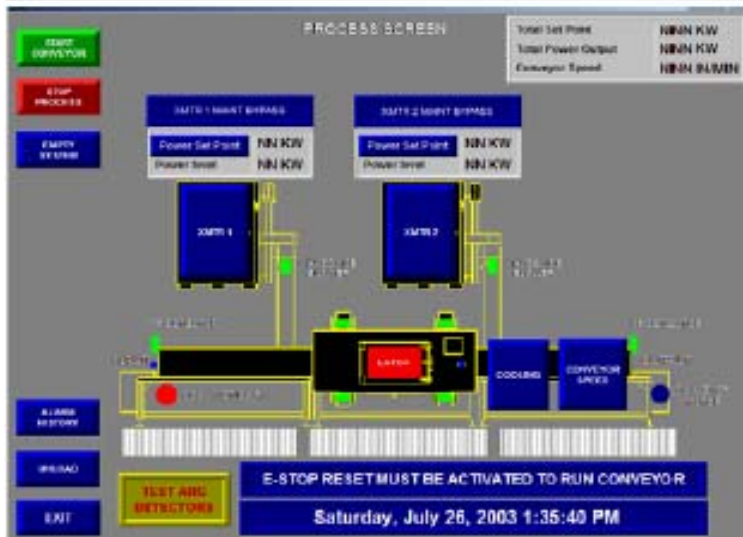 PROCESS SCREEN
START
CONVEYOR
STOP
PROCESS
EMPTY
SYSTEM
Total Set Point NNNN KW
Total Power Output NNNN KW
Conveyor Speed NNNN IN/MIN
XMTR 1 MAINT BYPASS
Power Set Point NN KW
Power level NN KW
XMTR 2 MAINT BYPASS
Power Set Point NN KW
Power level NN KW
XMTR 1
XMTR 2
LATCH
COOLING
CONVEYOR
SPEED
ALARM
HISTORY
UNLOAD
EXIT
TEST ARC
DETECTORS
E-STOP RESET MUST BE ACTIVATED TO RUN CONVEYOR
Saturday, July 26, 2003 1:35:40 PM